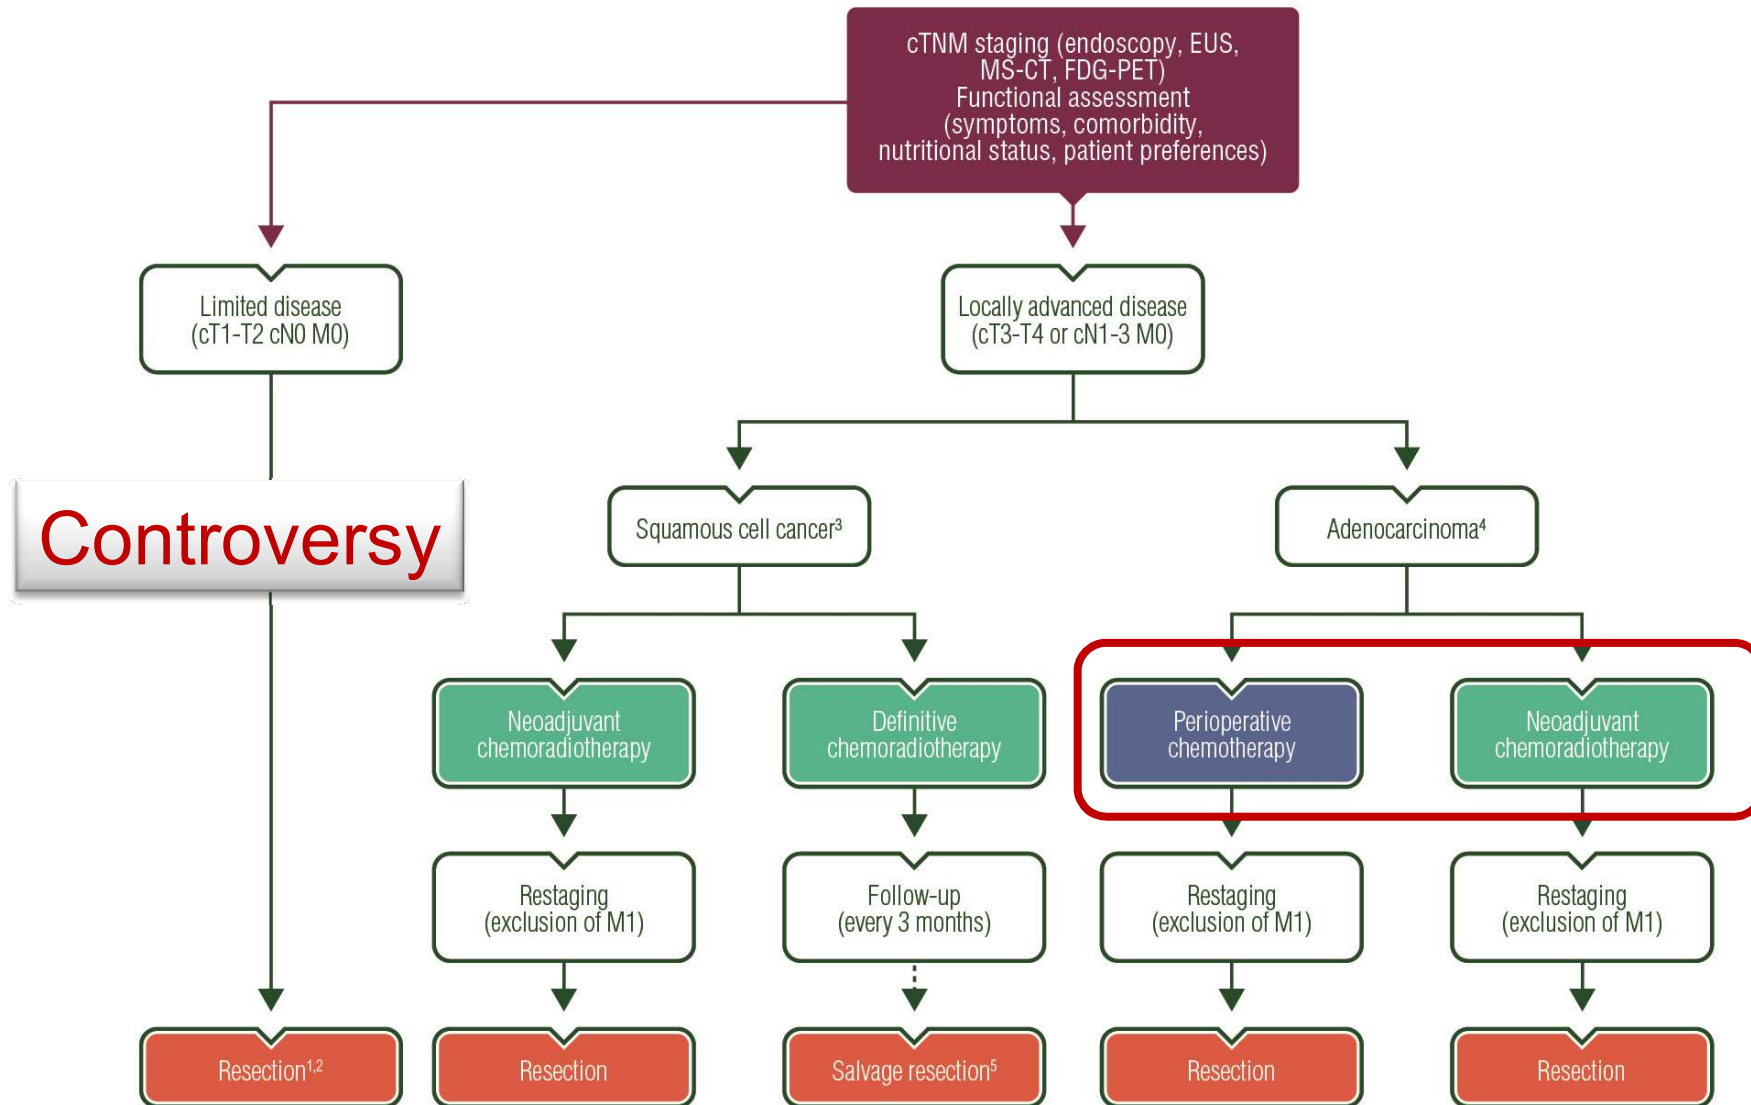 cTNM staging (endoscopy, EUS,
MS-CT, FDG-PET)
Functional assessment
(symptoms, comorbidity,
nutritional status, patient preferences)
Limited disease
(cT1-T2 cN0 M0)
Locally advanced disease
(cT3-T4 or cN1-3 M0)
Controversy
Squamous cell cancer³
Adenocarcinoma⁴
Neoadjuvant
chemoradiotherapy
Definitive
chemoradiotherapy
Perioperative
chemotherapy
Neoadjuvant
chemoradiotherapy
Restaging
(exclusion of M1)
Follow-up
(every 3 months)
Restaging
(exclusion of M1)
Restaging
(exclusion of M1)
Resection¹,²
Resection
Salvage resection⁵
Resection
Resection